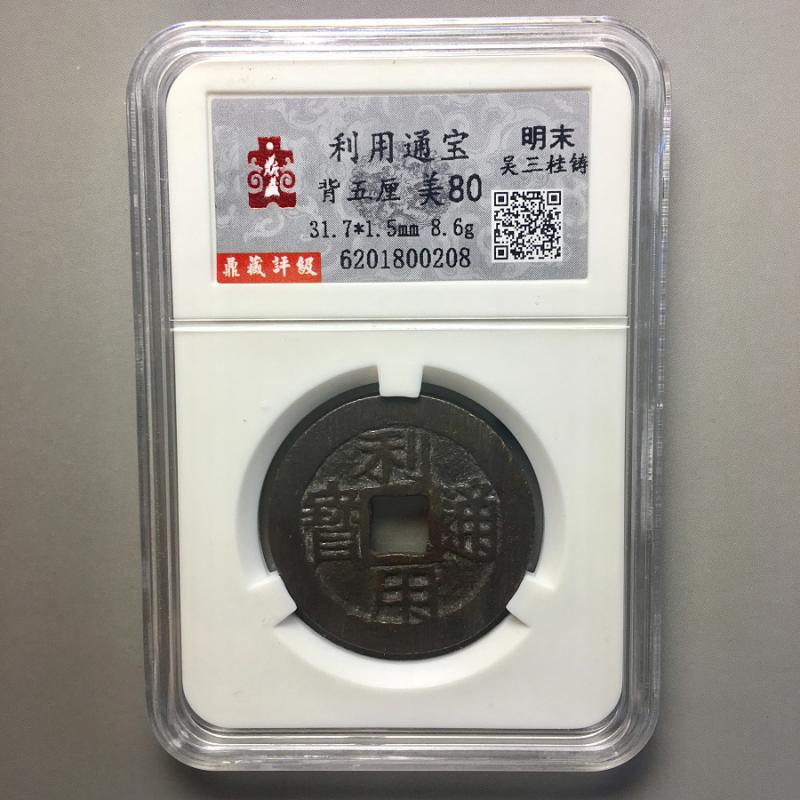 利用通宝
明末
吴三桂铸
背五厘 美80
31.7*1.5mm 8.6g
鼎藏評級
6201800208
利用通寶